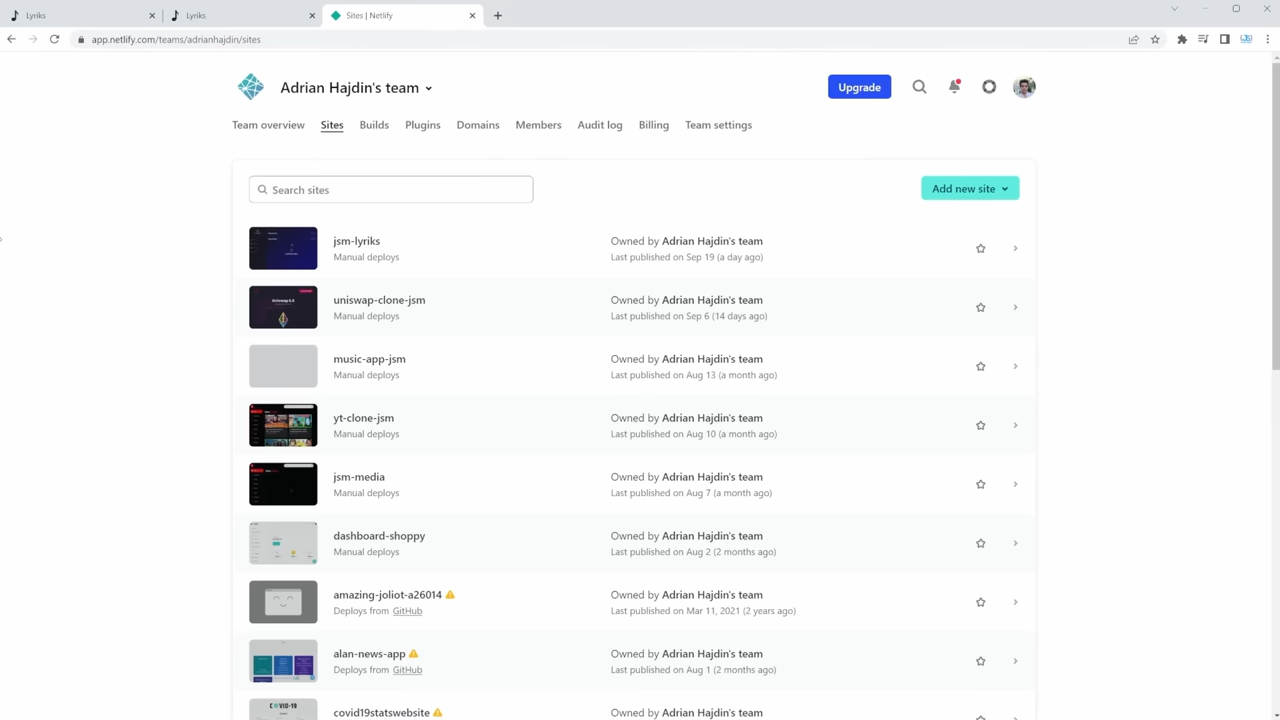 Lyriks
Lyriks
Sites | Netlify
app.netlify.com/teams/adrianhajdin/sites
Adrian Hajdin's team
Upgrade
Team overview Sites Builds Plugins Domains Members Audit log Billing Team settings
Search sites
Add new site
jsm-lyriks
Manual deploys
Owned by Adrian Hajdin's team
Last published on Sep 19 (a day ago)
uniswap-clone-jsm
Manual deploys
Owned by Adrian Hajdin's team
Last published on Sep 6 (14 days ago)
music-app-jsm
Manual deploys
Owned by Adrian Hajdin's team
Last published on Aug 13 (a month ago)
yt-clone-jsm
Manual deploys
Owned by Adrian Hajdin's team
Last published on Aug 10 (a month ago)
jsm-media
Manual deploys
Owned by Adrian Hajdin's team
Last published on Aug 7 (a month ago)
dashboard-shoppy
Manual deploys
Owned by Adrian Hajdin's team
Last published on Aug 2 (2 months ago)
amazing-joliot-a26014
Deploys from GitHub
Owned by Adrian Hajdin's team
Last published on Mar 11, 2021 (2 years ago)
alan-news-app
Deploys from GitHub
Owned by Adrian Hajdin's team
Last published on Aug 1 (2 months ago)
COVID-19
covid19statswebsite
Owned by Adrian Hajdin's team